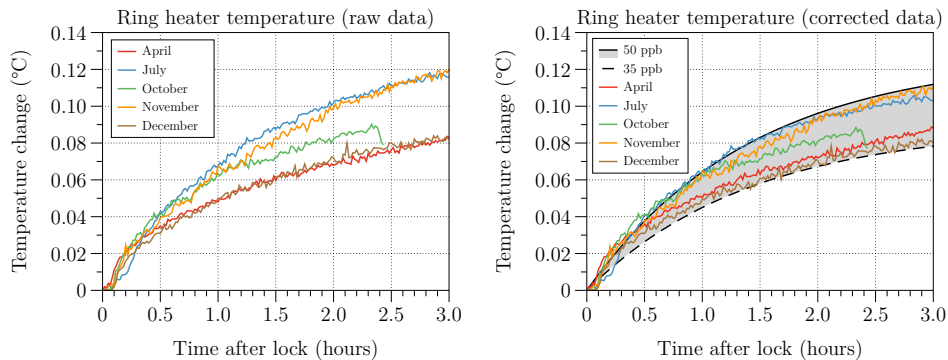 Ring heater temperature (raw data)
Temperature change (°C)
0.14
0.12
0.10
0.08
0.06
0.04
0.02
0
April
July
October
November
December
0 0.5 1.0 1.5 2.0 2.5 3.0
Time after lock (hours)
Ring heater temperature (corrected data)
Temperature change (°C)
0.14
0.12
0.10
0.08
0.06
0.04
0.02
0
50 ppb
35 ppb
April
July
October
November
December
0 0.5 1.0 1.5 2.0 2.5 3.0
Time after lock (hours)